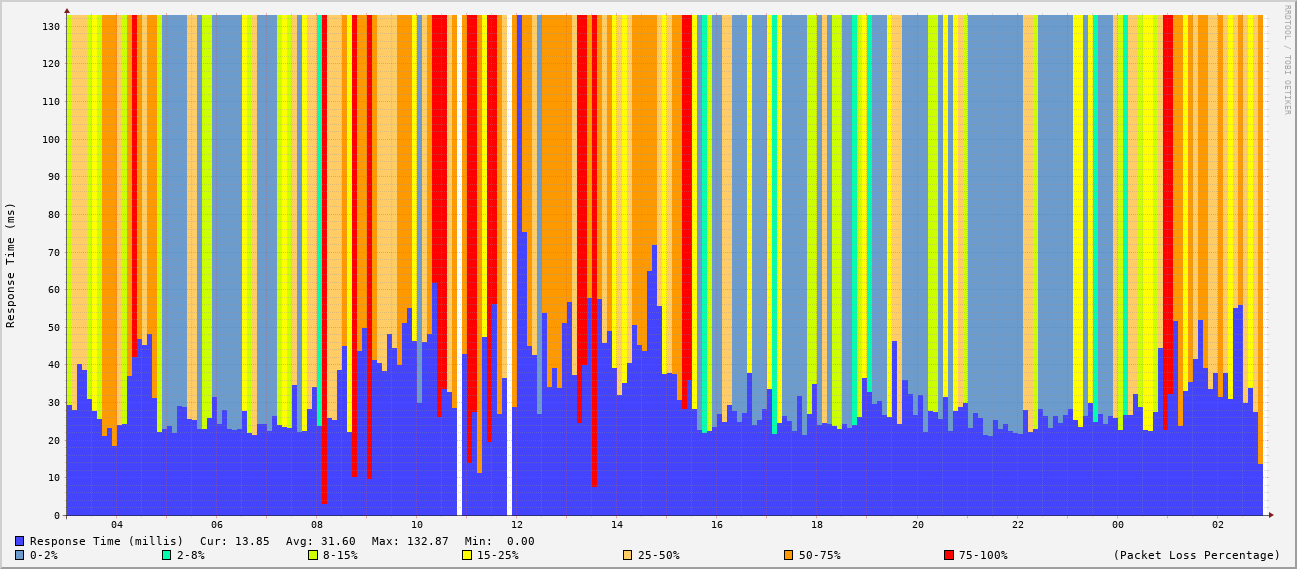 RRDTOOL / TOBI OETIKER
Response Time (ms)
130
120
110
100
90
80
70
60
50
40
30
20
10
0
04 06 08 10 12 14 16 18 20 22 00 02
Response Time (millis) Cur: 13.85 Avg: 31.60 Max: 132.87 Min: 0.00
0-2% 2-8% 8-15% 15-25% 25-50% 50-75% 75-100% (Packet Loss Percentage)